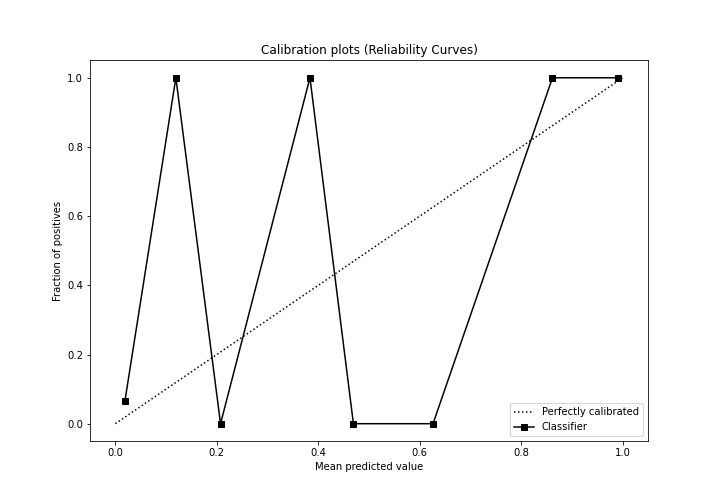 Calibration plots (Reliability Curves)
Fraction of positives
1.0
0.8
0.6
0.4
0.2
0.0
0.0 0.2 0.4 0.6 0.8 1.0
Mean predicted value
Perfectly calibrated
Classifier